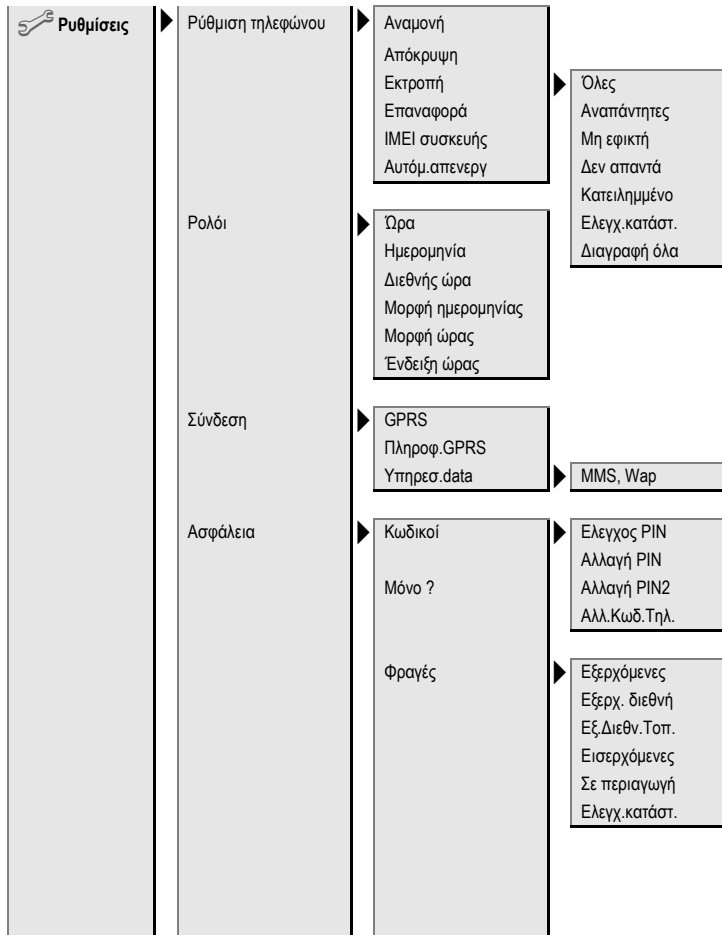 Ρυθμίσεις
Ρύθμιση τηλεφώνου
Αναμονή
Απόκρυψη
Εκτροπή
Όλες
Επαναφορά
Αναπάντητες
IMEI συσκευής
Μη εφικτή
Αυτόμ.απενεργ
Δεν απαντά
Κατειλημμένο
Ρολόι
Ώρα
Ελεγχ.κατάστ.
Ημερομηνία
Διαγραφή όλα
Διεθνής ώρα
Μορφή ημερομηνίας
Μορφή ώρας
Ένδειξη ώρας
Σύνδεση
GPRS
Πληροφ.GPRS
Υπηρεσ.data
MMS, Wap
Ασφάλεια
Κωδικοί
Ελεγχος PIN
Αλλαγή PIN
Μόνο ?
Αλλαγή PIN2
Αλλ.Κωδ.Τηλ.
Φραγές
Εξερχόμενες
Εξερχ. διεθνή
Εξ.Διεθν.Τοπ.
Εισερχόμενες
Σε περιαγωγή
Ελεγχ.κατάστ.